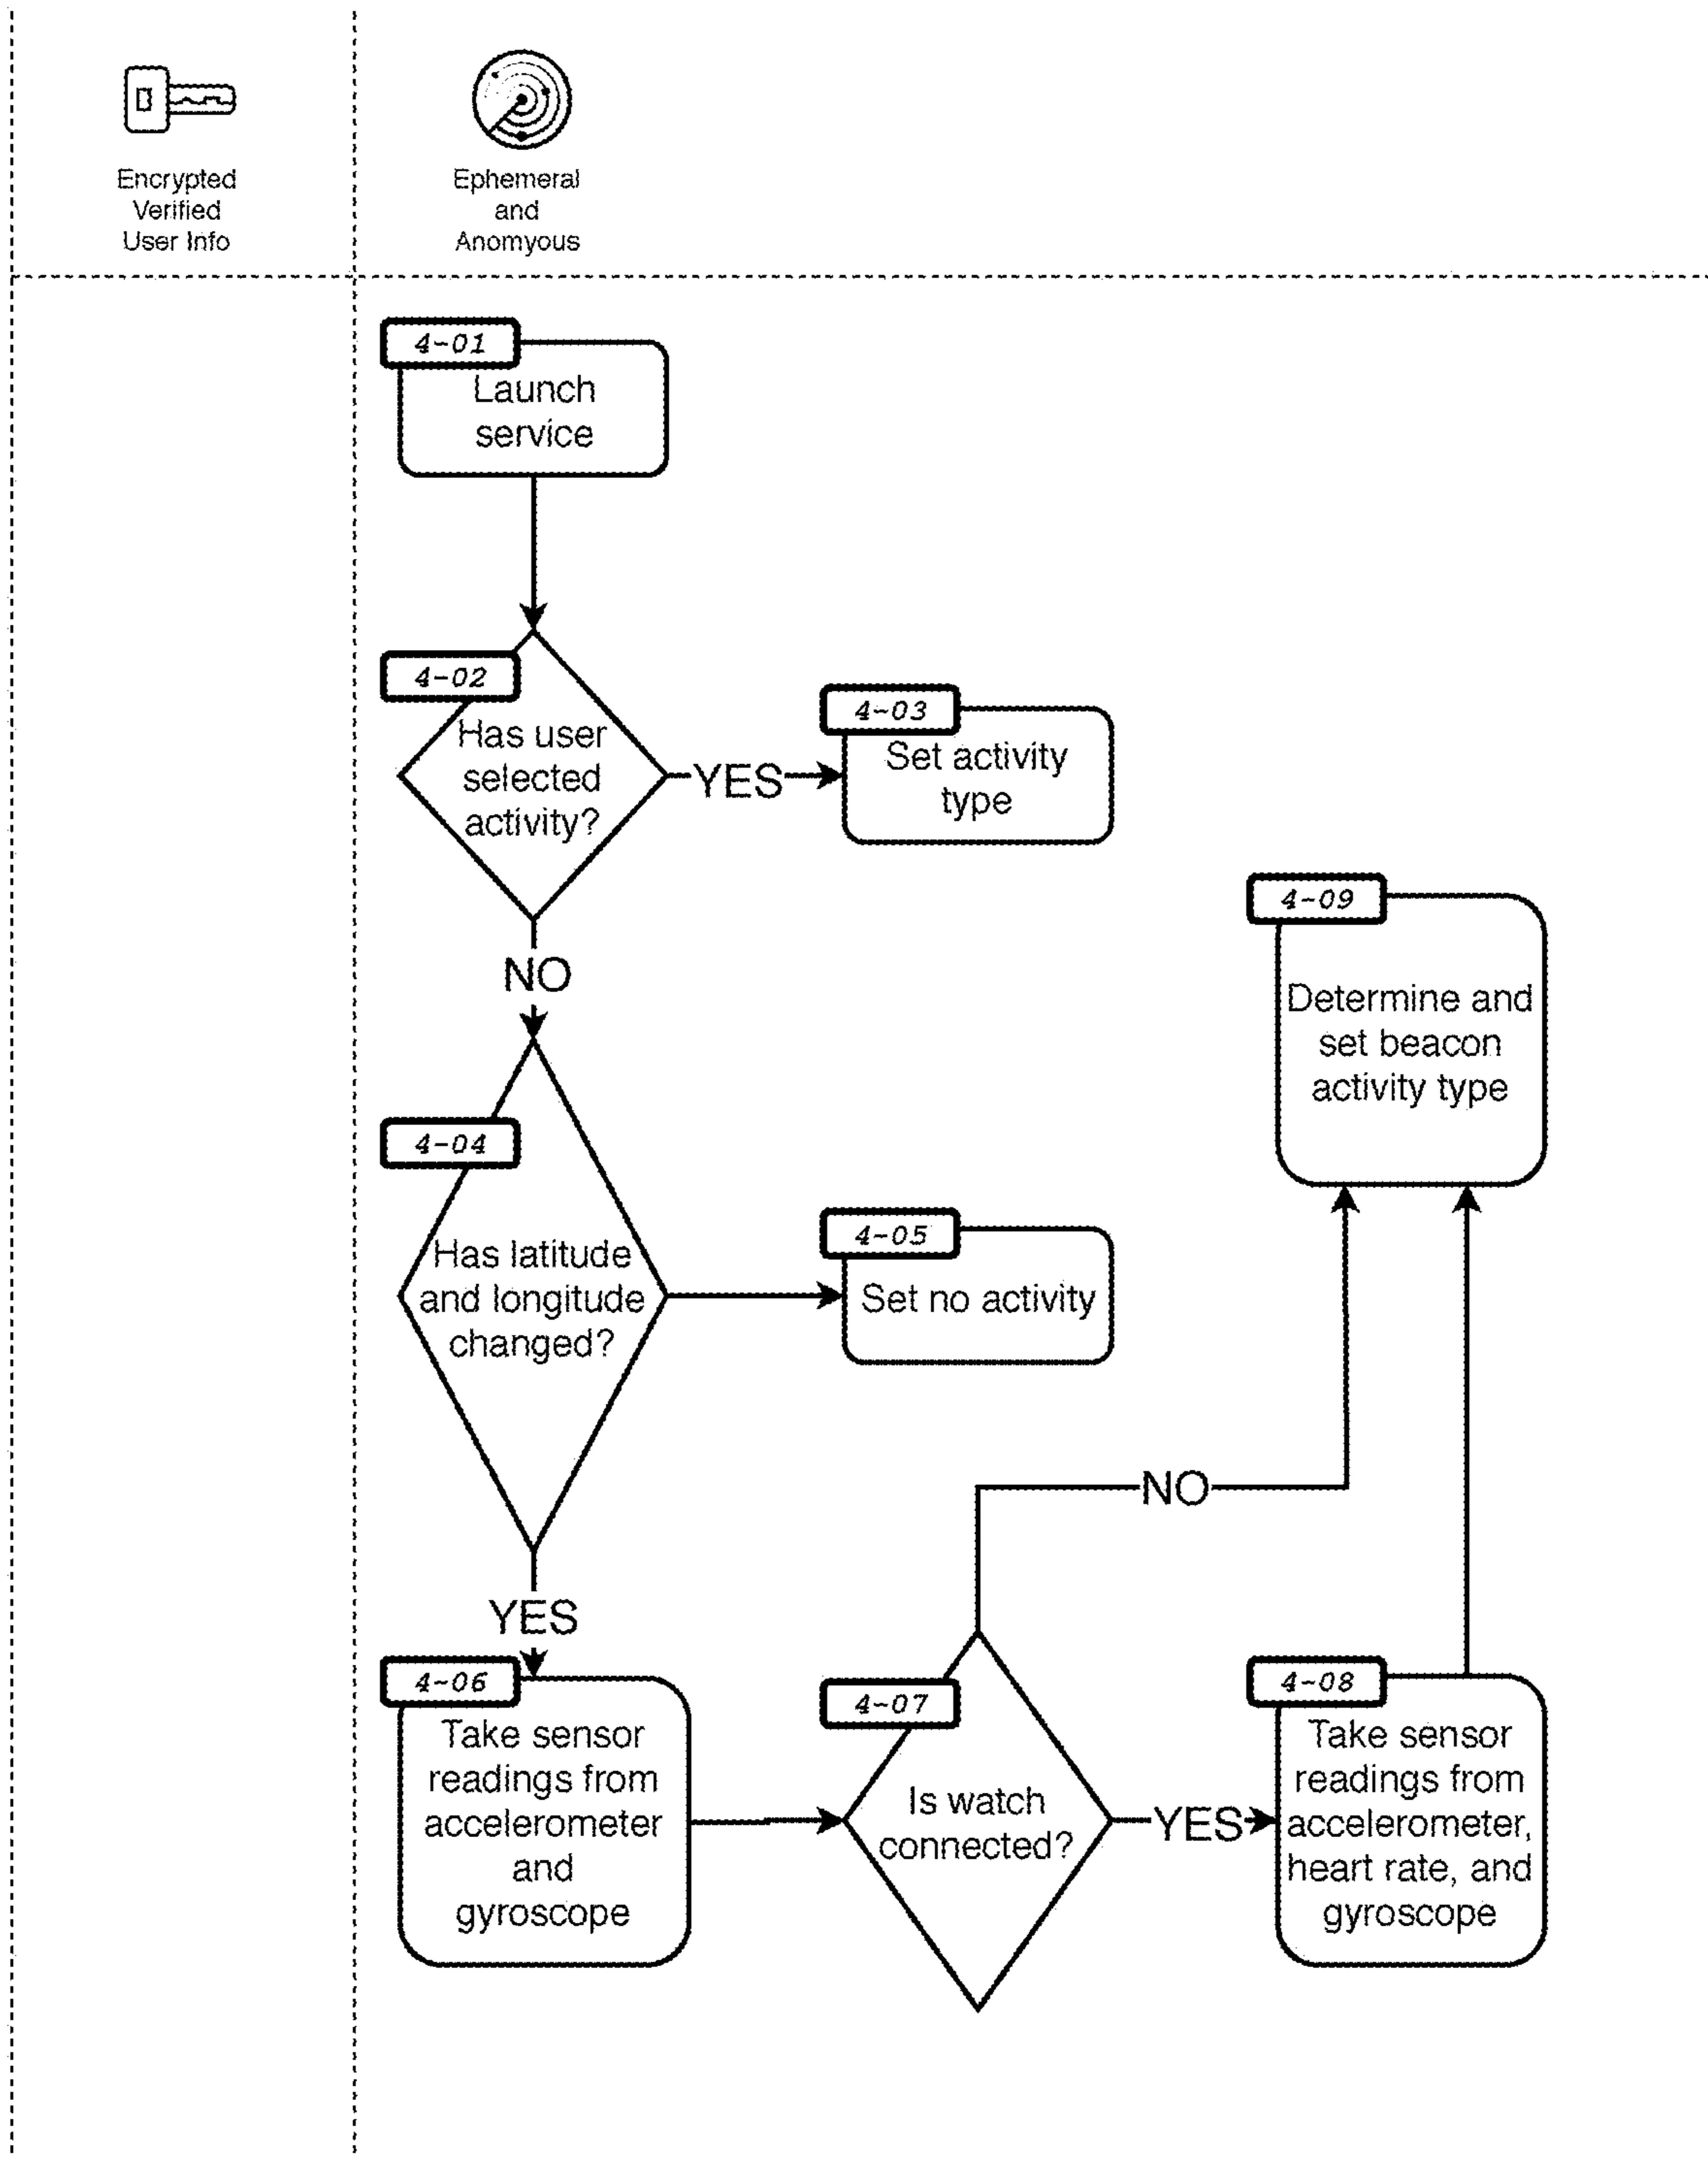 Encrypted
Verified
User Info
Ephemeral
and
Anomyous
4-01
Launch
service
4-02
Has user
selected
activity?
YES
4-03
Set activity
type
NO
4-04
Has latitude
and longitude
changed?
4-05
Set no activity
YES
4-06
Take sensor
readings from
accelerometer
and
gyroscope
4-07
Is watch
connected?
NO
YES
4-08
Take sensor
readings from
accelerometer,
heart rate, and
gyroscope
4-09
Determine and
set beacon
activity type